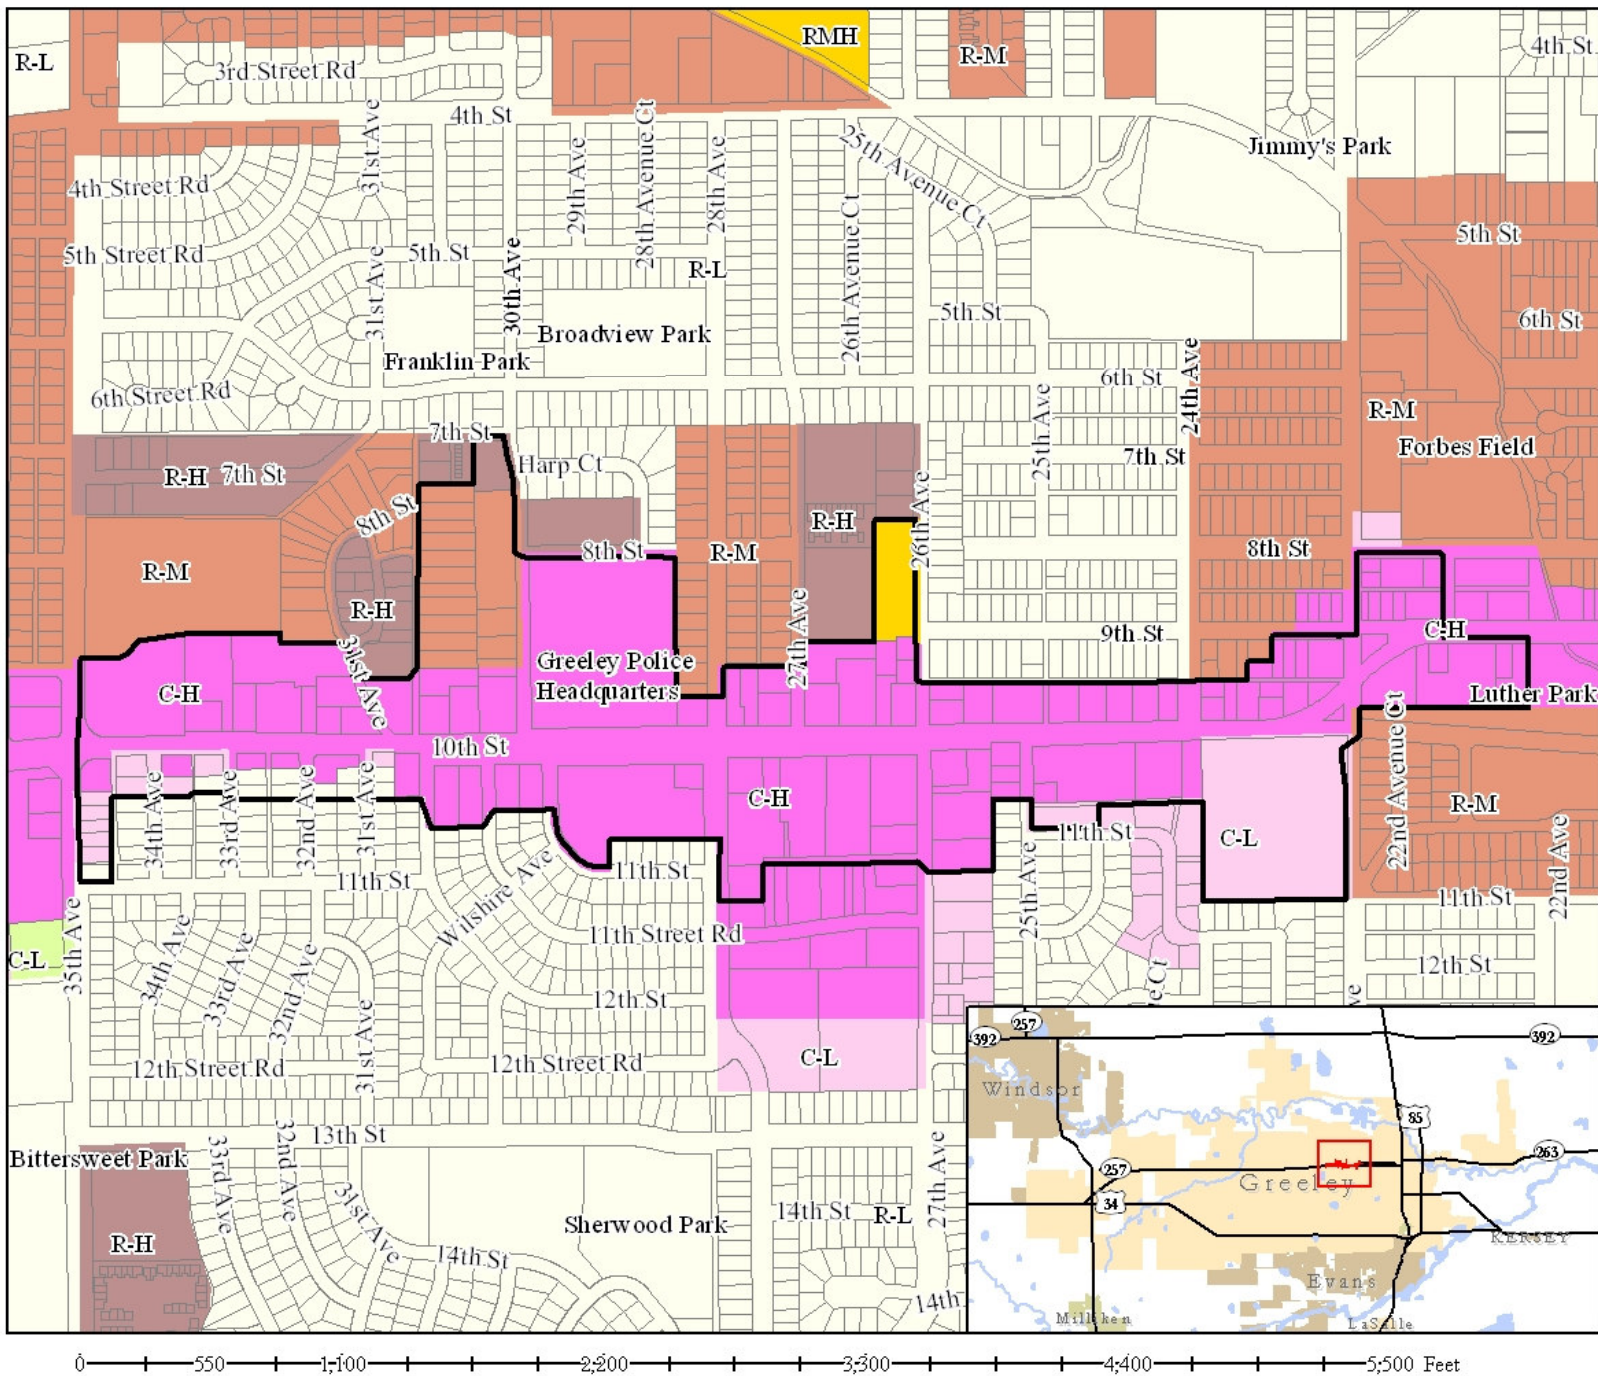 RMH
R-M
4th St
R-L
3rd Street Rd
4th St
31st Ave
29th Ave
28th Avenue Ct
28th Ave
25th Avenue Ct
Jimmy's Park
4th Street Rd
26th Avenue Ct
5th Street Rd
5th St
R-L
5th St
31st Ave
30th Ave
Broadview Park
5th St
6th St
Franklin Park
24th Ave
6th St
6th Street Rd
25th Ave
R-M
7th St
Forbes Field
Harp Ct
7th St
R-H
7th St
8th St
R-H
26th Ave
8th St
R-M
8th St
R-M
R-H
27th Ave
9th St
C-H
31st Ave
Greeley Police
Headquarters
C-H
Luther Park
22nd Avenue Ct
10th St
C-H
R-M
34th Ave
33rd Ave
32nd Ave
31st Ave
11th St
C-L
22nd Ave
11th St
11th St
Wilshire Ave
25th Ave
11th St
11th Street Rd
35th Ave
C-L
34th Ave
33rd Ave
32nd Ave
12th St
12th St
31st Ave
12th Street Rd
12th Street Rd
C-L
13th St
Bittersweet Park
33rd Ave
32nd Ave
31st Ave
27th Ave
R-H
Sherwood Park
14th St
R-L
14th St
14th
392
257
392
Windsor
85
257
263
Greeley
34
KERSEY
Evans
Milliken
LaSalle
0 550 1,100 2,200 3,300 4,400 5,500 Feet